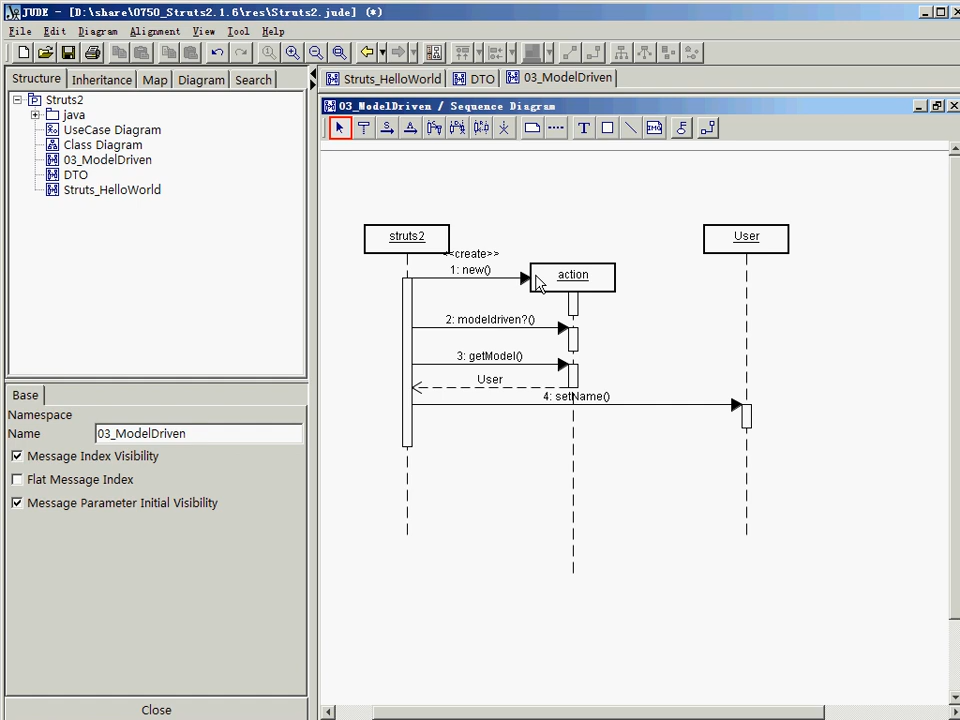 JUDE - [D:\share\0750_Struts2.1.6\res\Struts2.jude] (*)
File Edit Diagram Alignment View Tool Help
Structure Inheritance Map Diagram Search
Struts_HelloWorld DTO 03_ModelDriven
03_ModelDriven / Sequence Diagram
Struts2
java
UseCase Diagram
Class Diagram
03_ModelDriven
DTO
Struts_HelloWorld
struts2
User
<<create>>
1: new()
action
2: modeldriven?()
3: getModel()
User
4: setName()
Base
Namespace
Name 03_ModelDriven
Message Index Visibility
Flat Message Index
Message Parameter Initial Visibility
Close